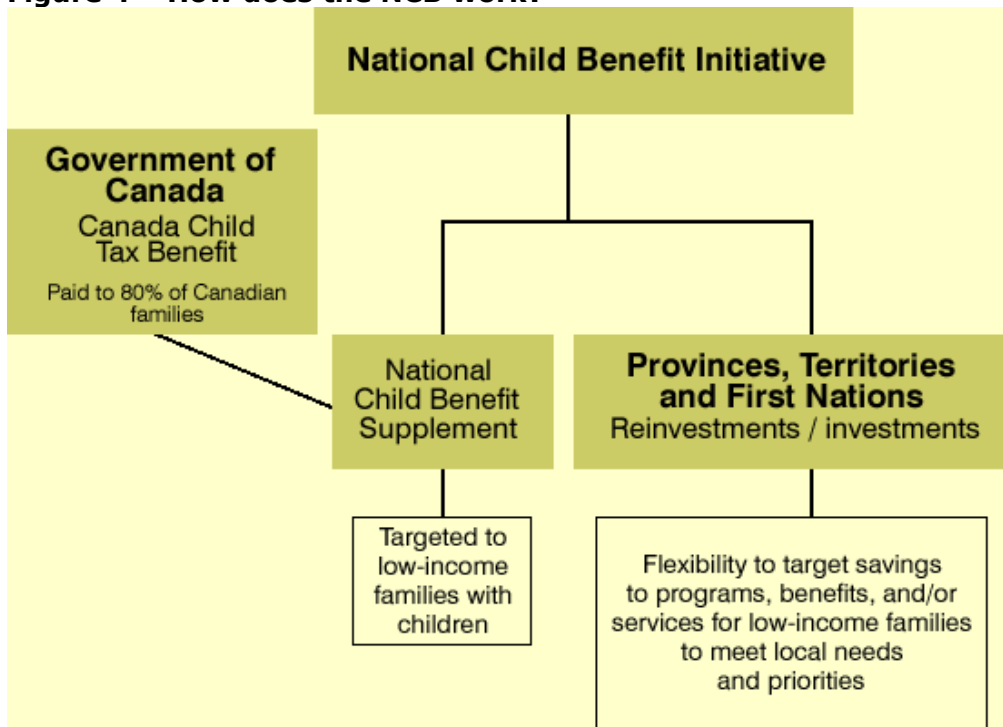 National Child Benefit Initiative
Government of
Canada
Canada Child
Tax Benefit
Paid to 80% of Canadian
families
National
Child Benefit
Supplement
Provinces, Territories
and First Nations
Reinvestments / investments
Targeted to
low-income
families with
children
Flexibility to target savings
to programs, benefits, and/or
services for low-income families
to meet local needs
and priorities